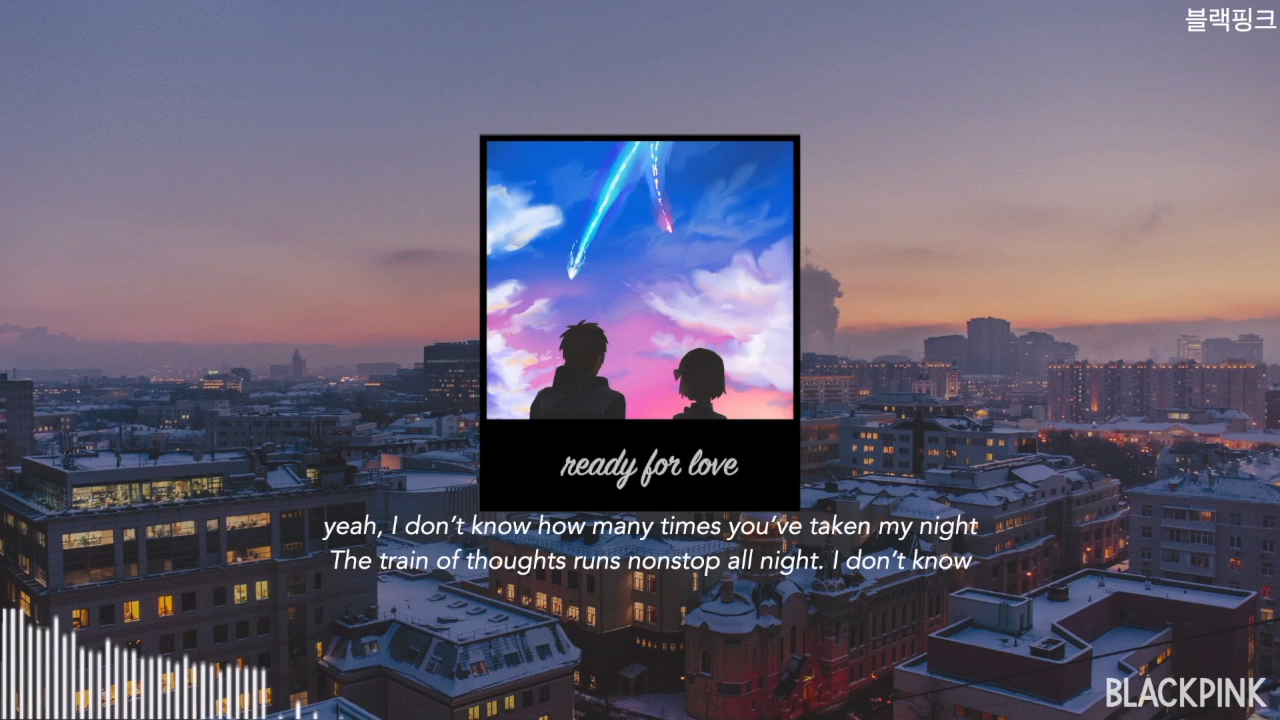 블랙핑크
ready for love
yeah, I don't know how many times you've taken my night
The train of thoughts runs nonstop all night. I don't know
BLACKPINK